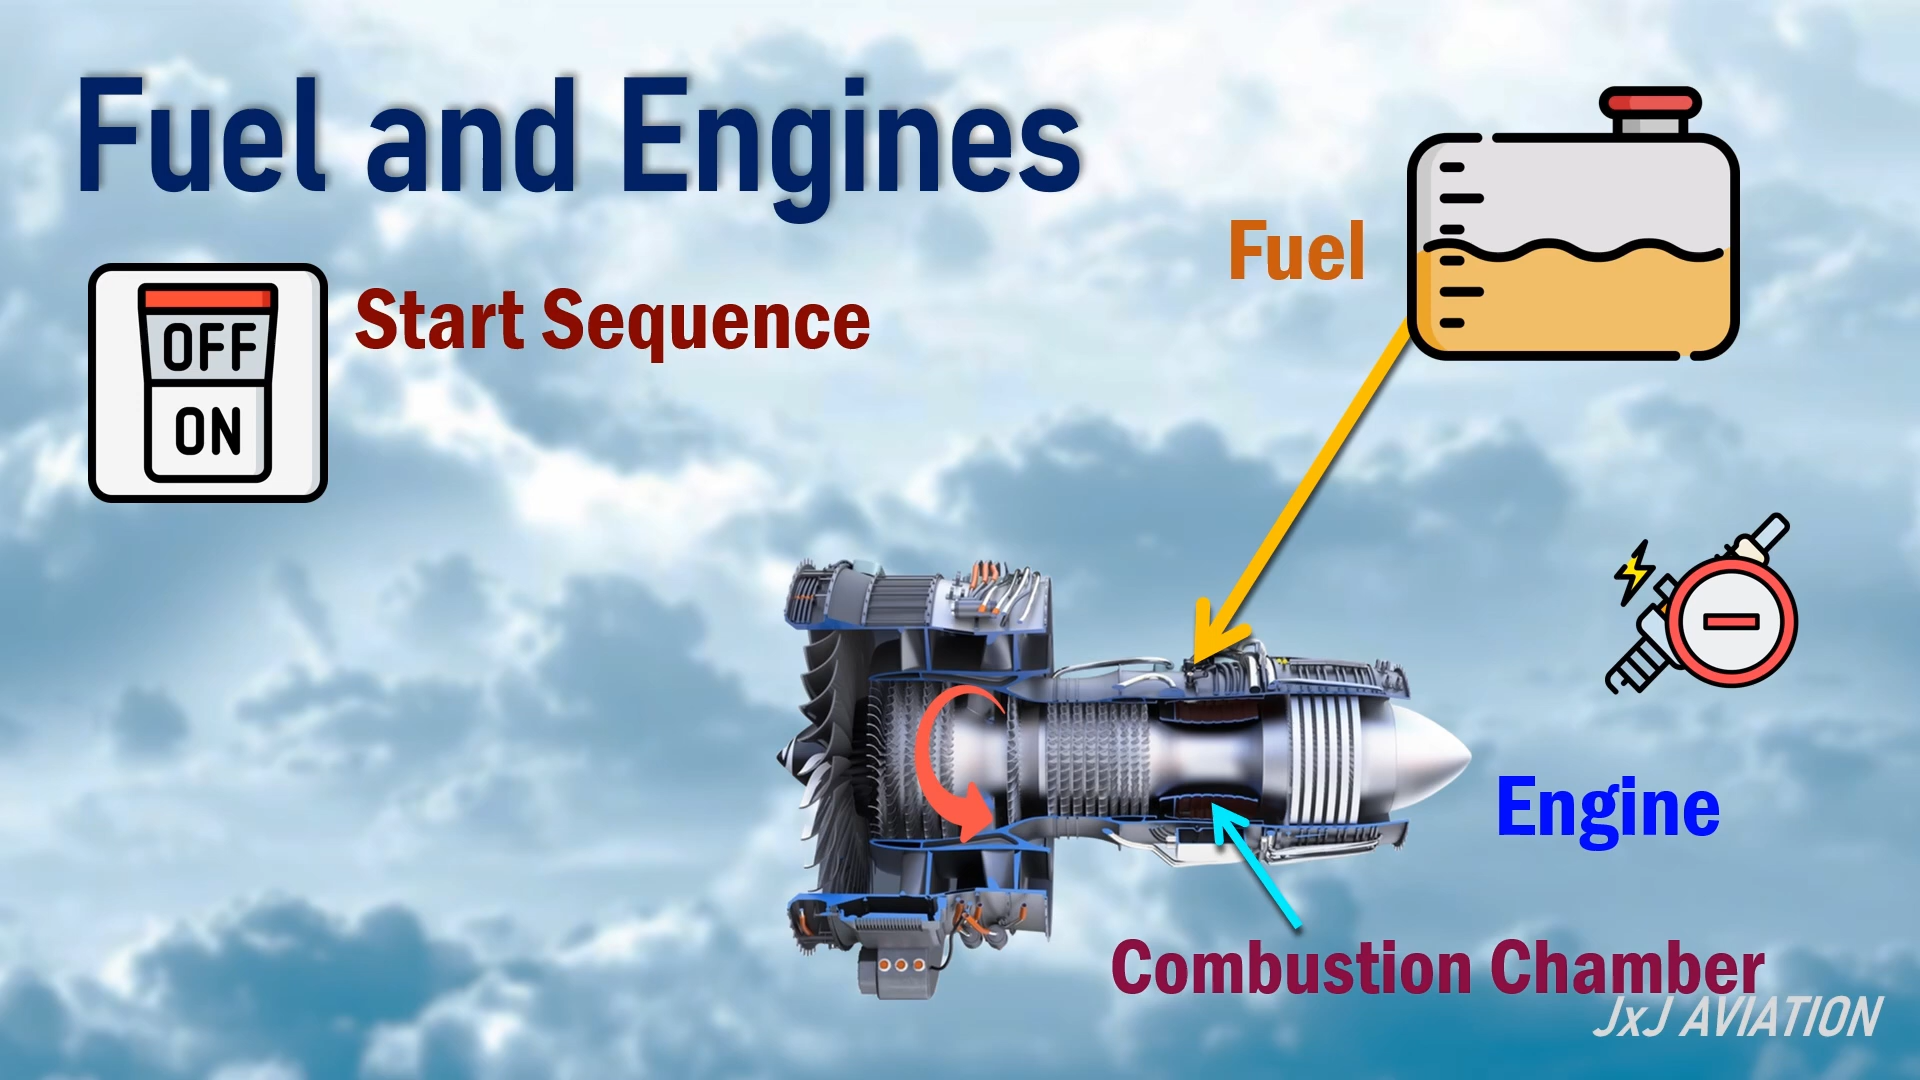 Fuel and Engines
Fuel
Start Sequence
OFF
ON
Engine
Combustion Chamber
JxJ AVIATION